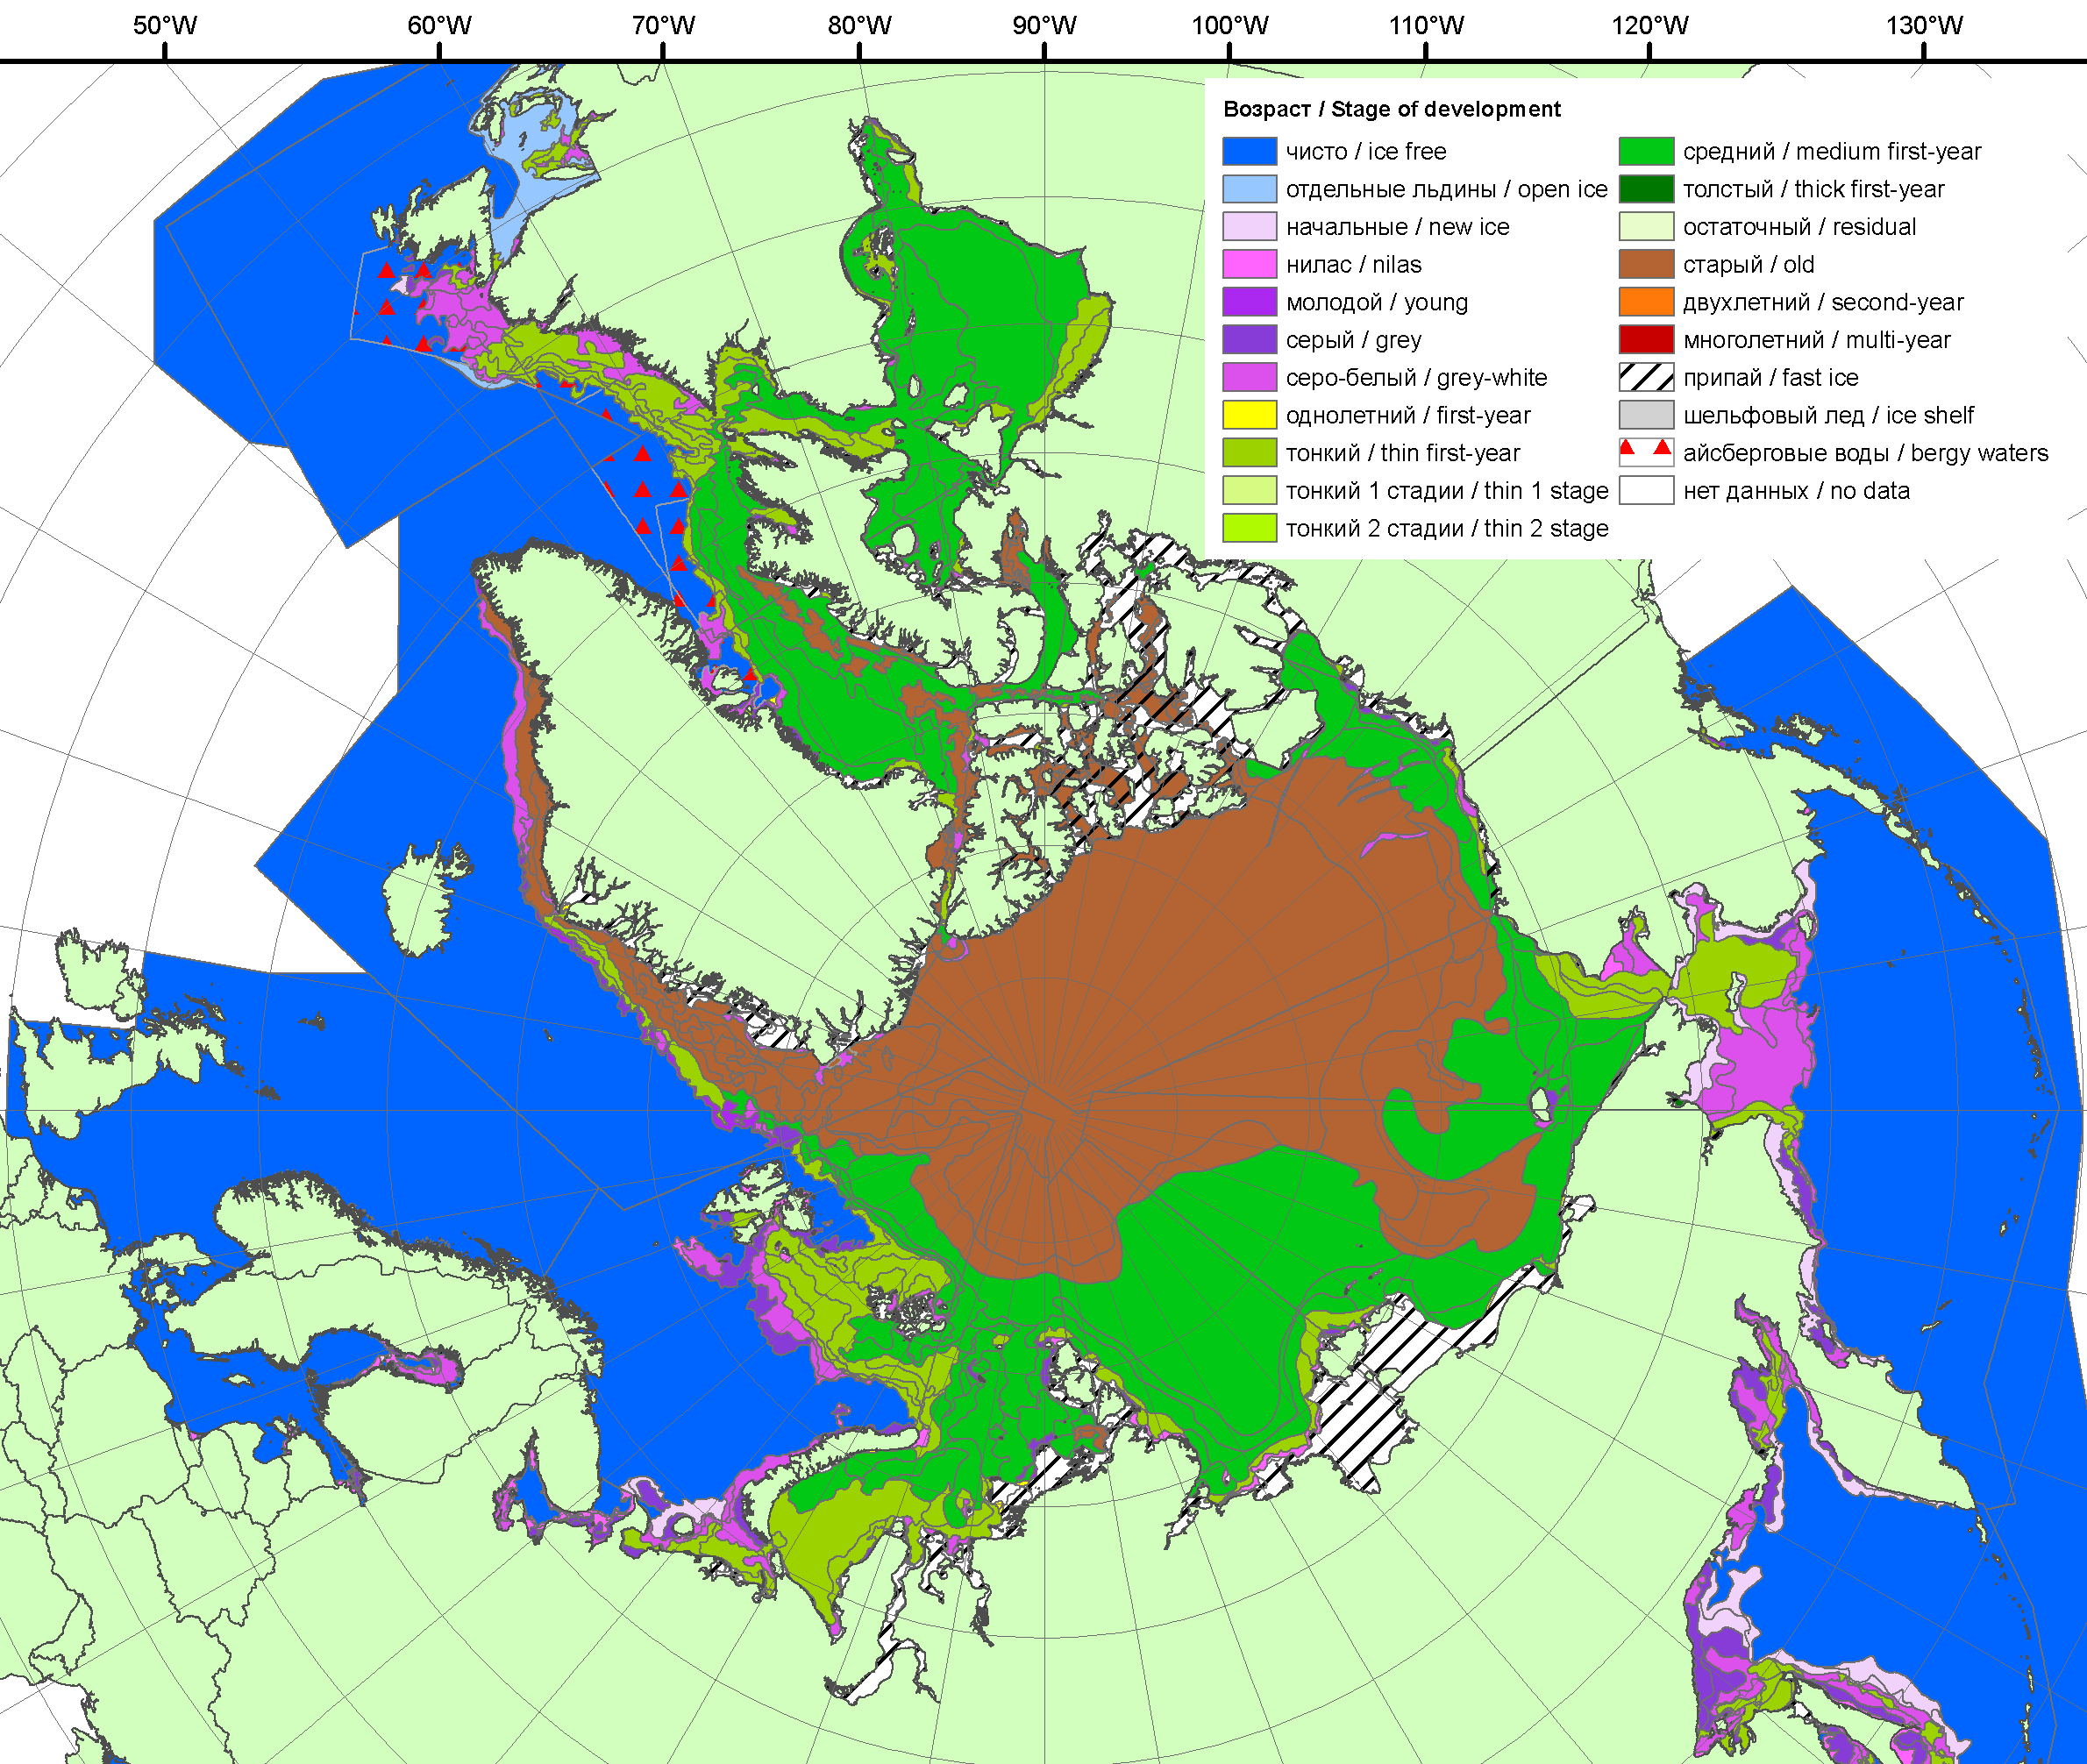 50°W 60°W 70°W 80°W 90°W 100°W 110°W 120°W 130°W
Возраст / Stage of development
чисто / ice free
отдельные льдины / open ice
начальные / new ice
нилас / nilas
молодой / young
серый / grey
серо-белый / grey-white
однолетний / first-year
тонкий / thin first-year
тонкий 1 стадии / thin 1 stage
тонкий 2 стадии / thin 2 stage
средний / medium first-year
толстый / thick first-year
остаточный / residual
старый / old
двухлетний / second-year
многолетний / multi-year
припай / fast ice
шельфовый лед / ice shelf
айсберговые воды / bergy waters
нет данных / no data